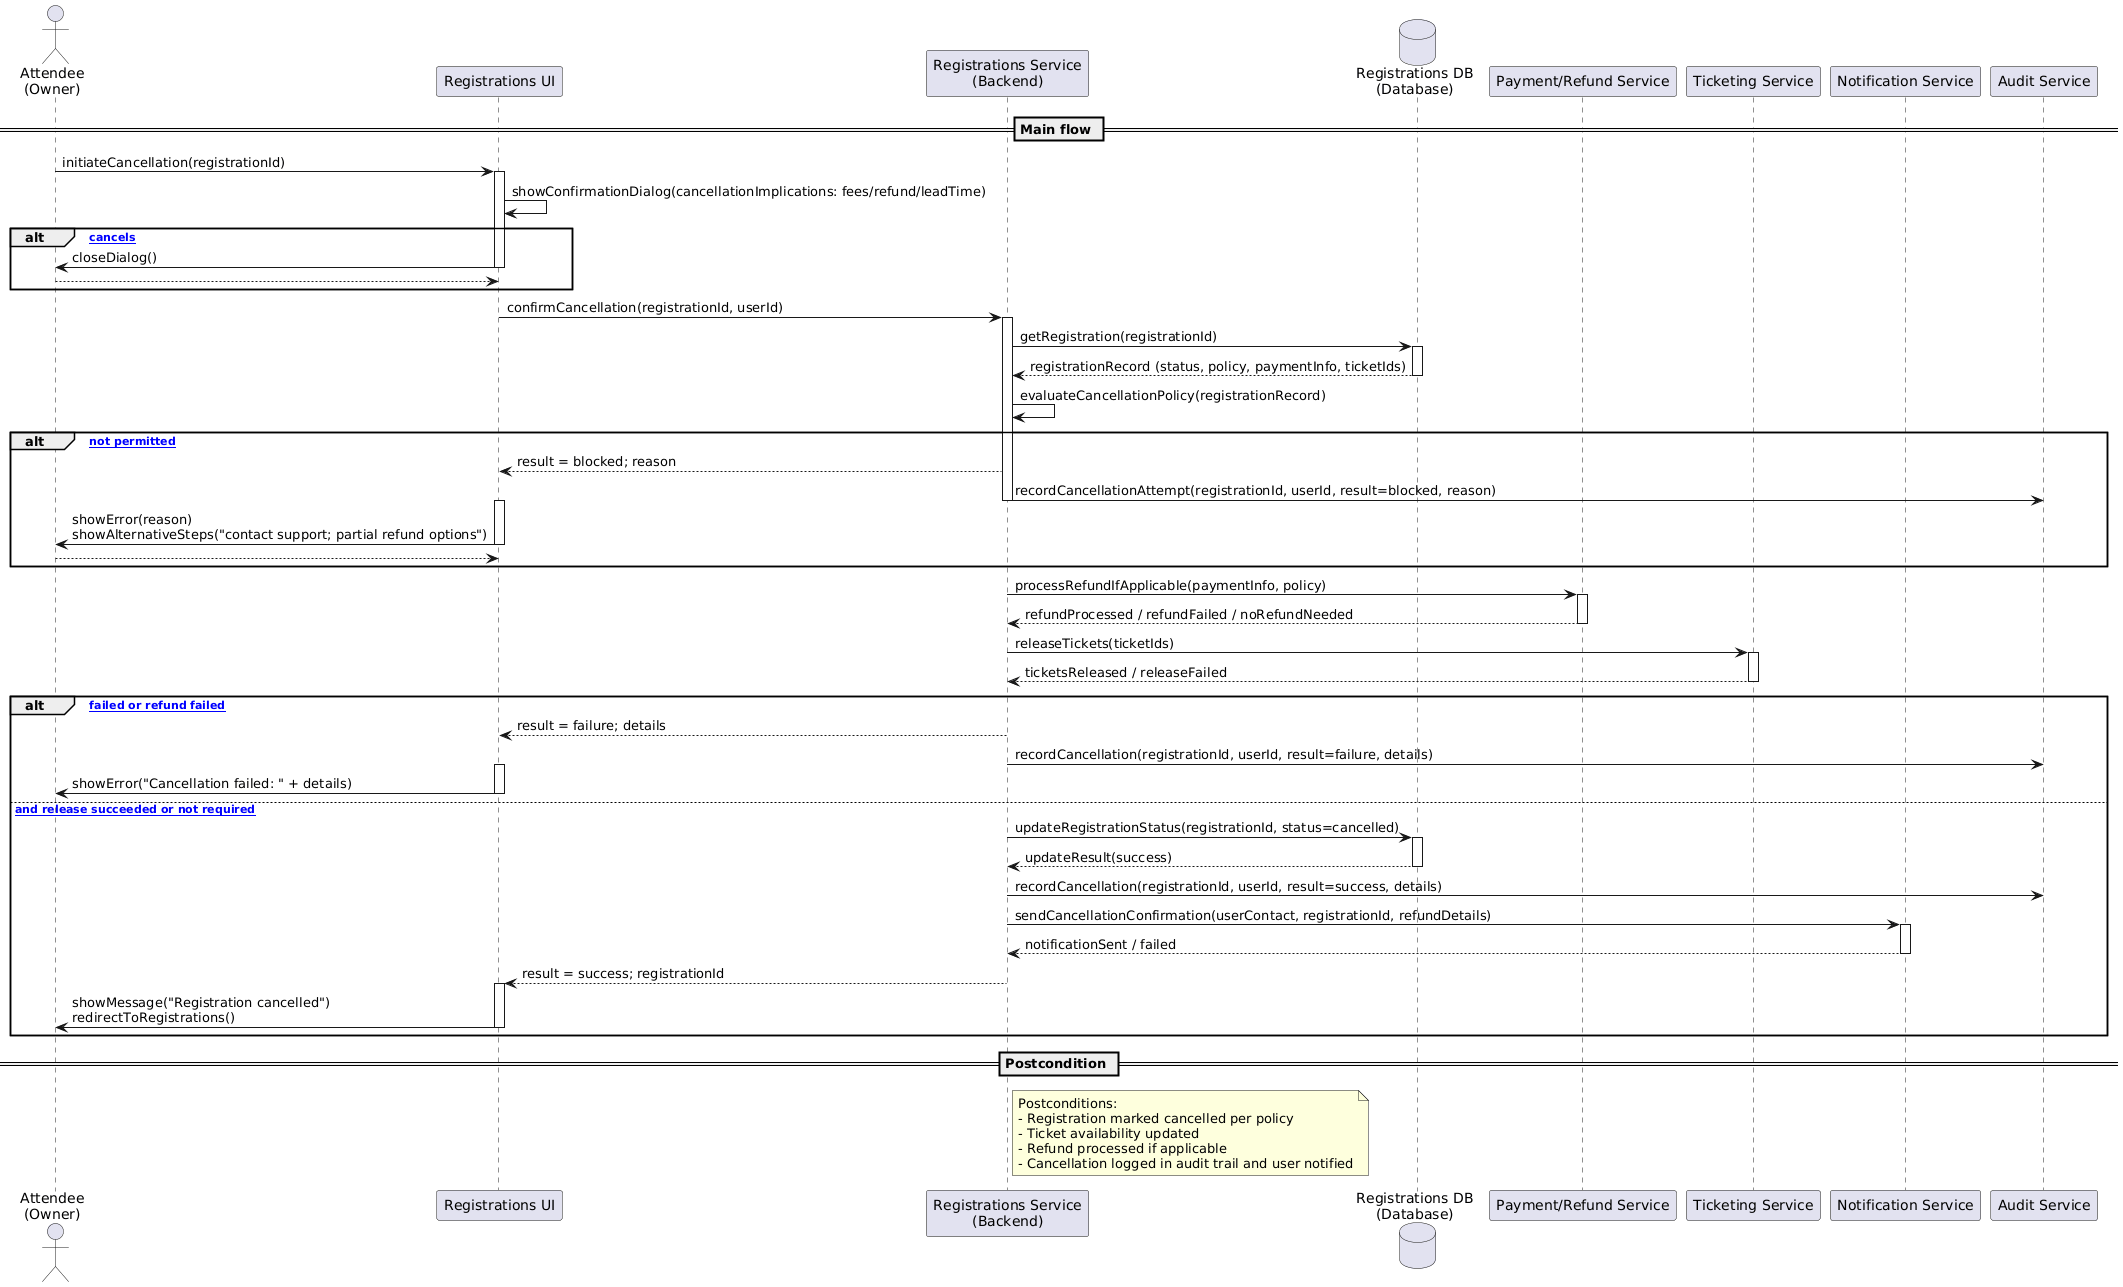 Attendee
(Owner)
Registrations UI
Registrations Service
(Backend)
Registrations DB
(Database)
Payment/Refund Service
Ticketing Service
Notification Service
Audit Service
Main flow
initiateCancellation(registrationId)
showConfirmationDialog(cancellationImplications: fees/refund/leadTime)
alt
cancels
closeDialog()
confirmCancellation(registrationId, userId)
getRegistration(registrationId)
registrationRecord (status, policy, paymentInfo, ticketIds)
evaluateCancellationPolicy(registrationRecord)
alt
not permitted
result = blocked; reason
recordCancellationAttempt(registrationId, userId, result=blocked, reason)
showError(reason)
showAlternativeSteps("contact support; partial refund options")
processRefundIfApplicable(paymentInfo, policy)
refundProcessed / refundFailed / noRefundNeeded
releaseTickets(ticketIds)
ticketsReleased / releaseFailed
alt
failed or refund failed
result = failure; details
recordCancellation(registrationId, userId, result=failure, details)
showError("Cancellation failed: " + details)
and release succeeded or not required
updateRegistrationStatus(registrationId, status=cancelled)
updateResult(success)
recordCancellation(registrationId, userId, result=success, details)
sendCancellationConfirmation(userContact, registrationId, refundDetails)
notificationSent / failed
result = success; registrationId
showMessage("Registration cancelled")
redirectToRegistrations()
Postcondition
Postconditions:
- Registration marked cancelled per policy
- Ticket availability updated
- Refund processed if applicable
- Cancellation logged in audit trail and user notified
Attendee
(Owner)
Registrations UI
Registrations Service
(Backend)
Registrations DB
(Database)
Payment/Refund Service
Ticketing Service
Notification Service
Audit Service